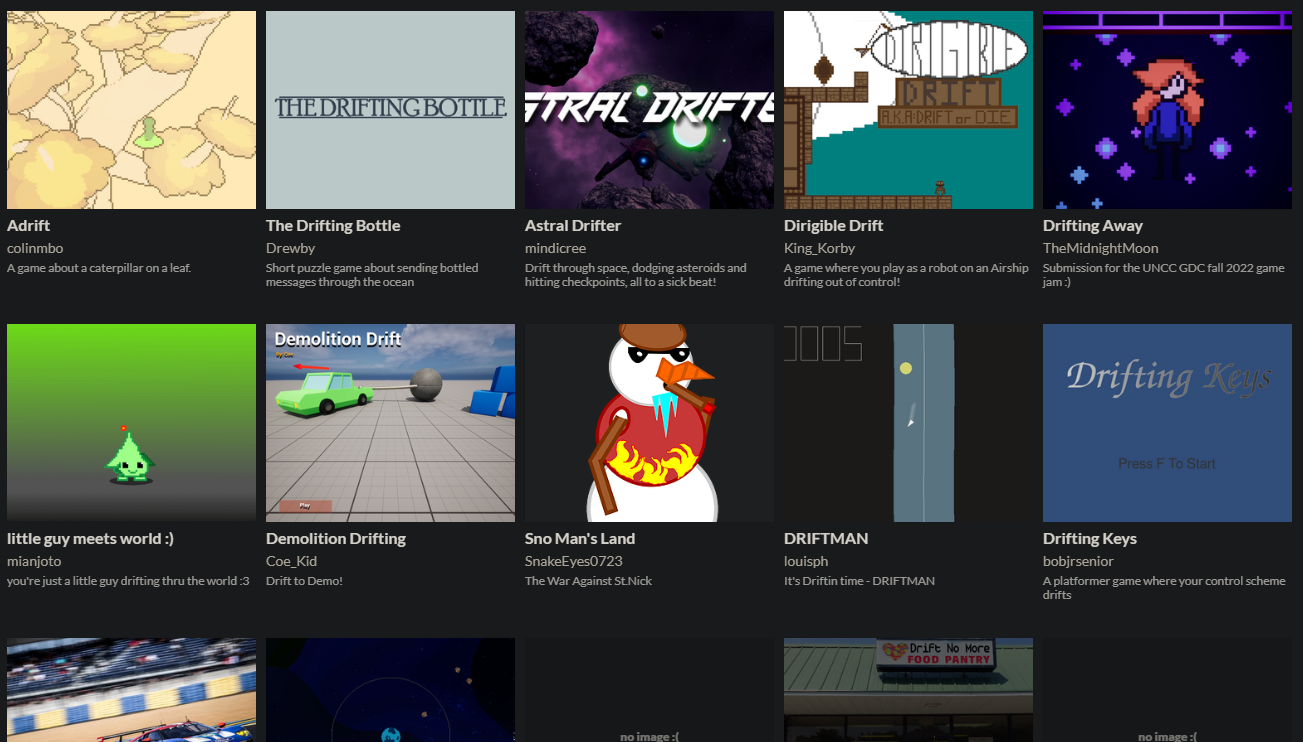 THE DRIFTING BOTTLE
STRAL DRIFTE
DIRIGIBLE
DRIFT
A.K.A:DRIFT or DIE
Adrift
The Drifting Bottle
Astral Drifter
Dirigible Drift
Drifting Away
colinmbo
Drewby
mindicree
King_Korby
TheMidnightMoon
A game about a caterpillar on a leaf.
Short puzzle game about sending bottled
messages through the ocean
Drift through space, dodging asteroids and
hitting checkpoints, all to a sick beat!
A game where you play as a robot on an Airship
drifting out of control!
Submission for the UNCC GDC fall 2022 game
jam :)
Demolition Drift
By Coe
Play
Drifting Keys
Press F To Start
little guy meets world :)
Demolition Drifting
Sno Man's Land
DRIFTMAN
Drifting Keys
mianjoto
Coe_Kid
SnakeEyes0723
louisph
bobjrsenior
you're just a little guy drifting thru the world :3
Drift to Demo!
The War Against St.Nick
It's Driftin time - DRIFTMAN
A platformer game where your control scheme
drifts
Drift No More
FOOD PANTRY
no image :(
no image :(